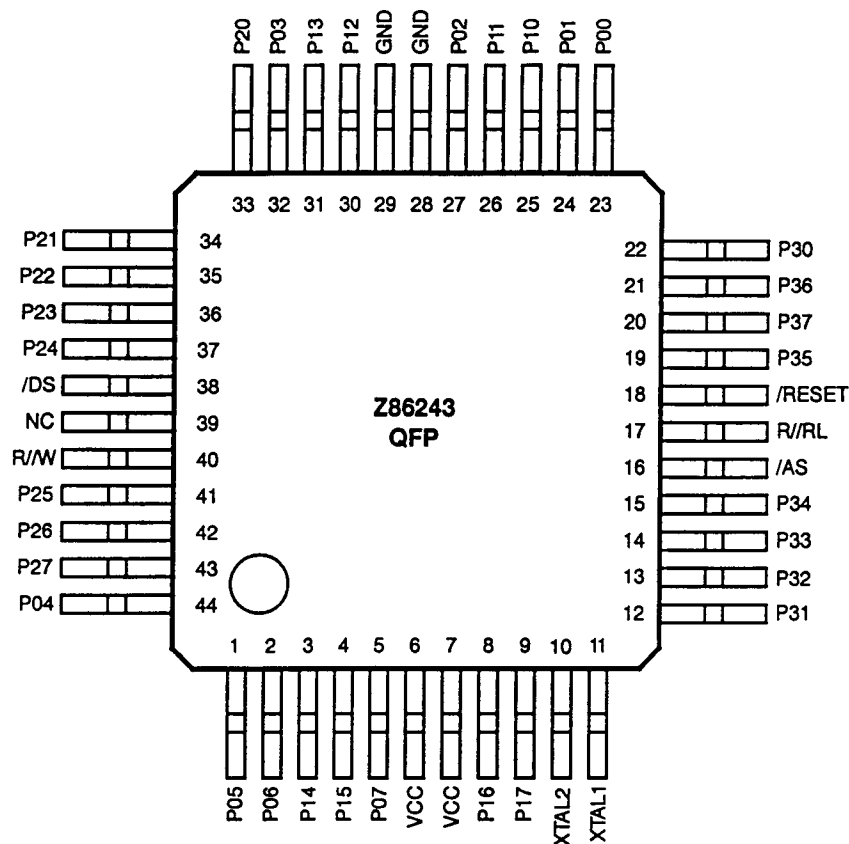 P20 P03 P13 P12 GND GND P02 P11 P10 P01 P00
33 32 31 30 29 28 27 26 25 24 23
P21 34
P22 35
P23 36
P24 37
/DS 38
NC 39
R//W 40
P25 41
P26 42
P27 43
P04 44
Z86243
QFP
22 P30
21 P36
20 P37
19 P35
18 /RESET
17 R//RL
16 /AS
15 P34
14 P33
13 P32
12 P31
1 2 3 4 5 6 7 8 9 10 11
P05 P06 P14 P15 P07 VCC VCC P16 P17 XTAL2 XTAL1